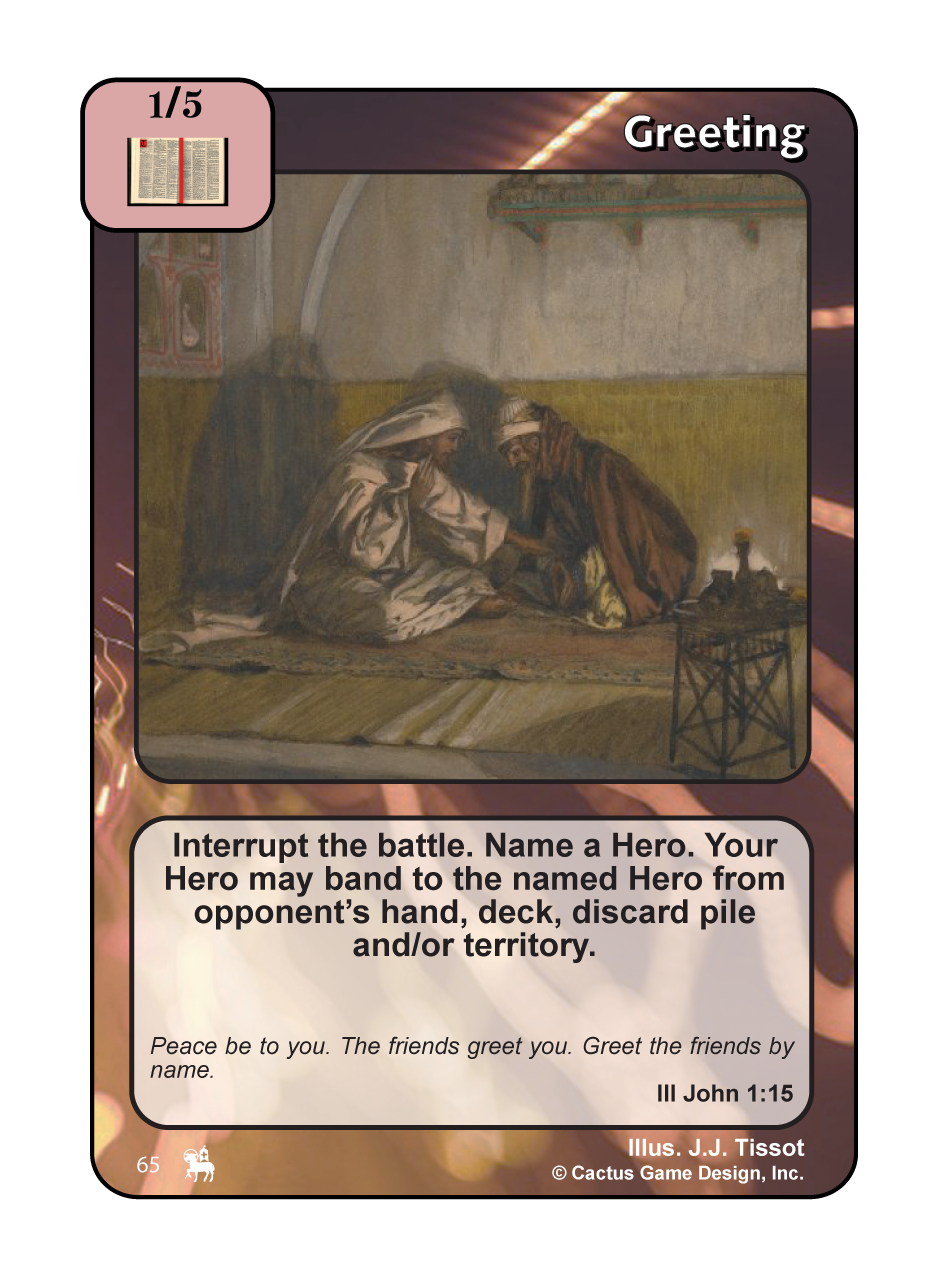 1/5
Greeting
Interrupt the battle. Name a Hero. Your
Hero may band to the named Hero from
opponent’s hand, deck, discard pile
and/or territory.
Peace be to you. The friends greet you. Greet the friends by
name.
III John 1:15
65
Illus. J.J. Tissot
© Cactus Game Design, Inc.